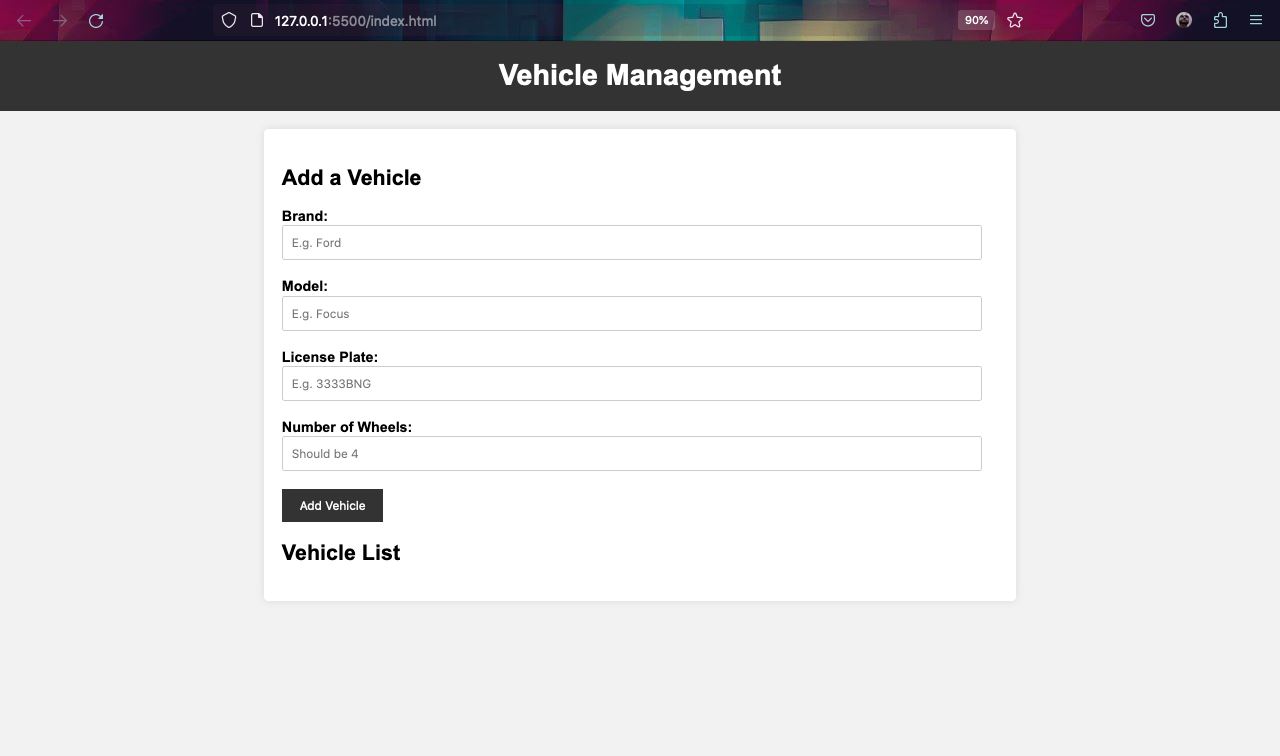 127.0.0.1:5500/index.html
90%
Vehicle Management
Add a Vehicle
Brand:
E.g. Ford
Model:
E.g. Focus
License Plate:
E.g. 3333BNG
Number of Wheels:
Should be 4
Add Vehicle
Vehicle List